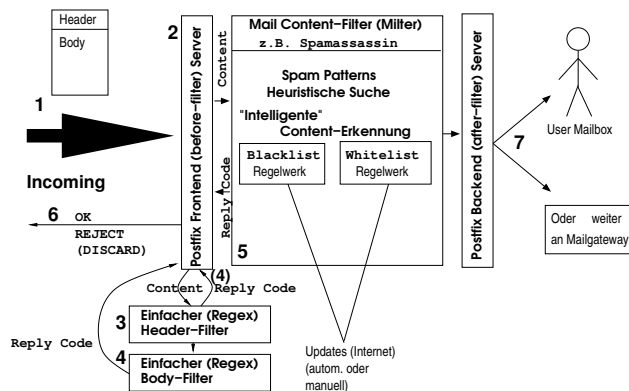 Header
Body
1
Incoming
2
Postfix Frontend (before-filter) Server
Content
Reply Code
Mail Content-Filter (Milter)
z.B. Spamassassin
Spam Patterns
Heuristische Suche
"Intelligente"
Content-Erkennung
Blacklist
Regelwerk
Whitelist
Regelwerk
5
Postfix Backend (after-filter) Server
7
User Mailbox
Oder weiter
an Mailgateway
6 OK
REJECT
(DISCARD)
(4)
Content Reply Code
3 Einfacher (Regex)
Header-Filter
Reply Code
4 Einfacher (Regex)
Body-Filter
Updates (Internet)
(autom. oder
manuell)